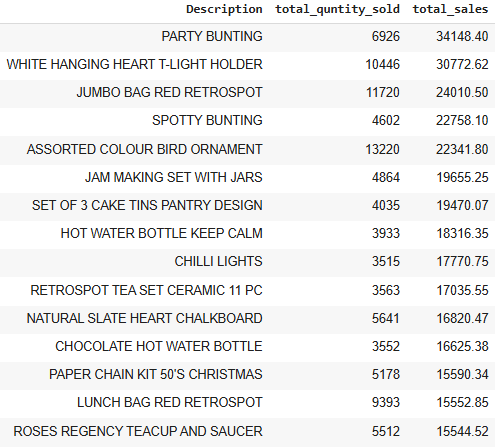 Description total_quntity_sold total_sales
PARTY BUNTING 6926 34148.40
WHITE HANGING HEART T-LIGHT HOLDER 10446 30772.62
JUMBO BAG RED RETROSPOT 11720 24010.50
SPOTTY BUNTING 4602 22758.10
ASSORTED COLOUR BIRD ORNAMENT 13220 22341.80
JAM MAKING SET WITH JARS 4864 19655.25
SET OF 3 CAKE TINS PANTRY DESIGN 4035 19470.07
HOT WATER BOTTLE KEEP CALM 3933 18316.35
CHILLI LIGHTS 3515 17770.75
RETROSPOT TEA SET CERAMIC 11 PC 3563 17035.55
NATURAL SLATE HEART CHALKBOARD 5641 16820.47
CHOCOLATE HOT WATER BOTTLE 3552 16625.38
PAPER CHAIN KIT 50'S CHRISTMAS 5178 15590.34
LUNCH BAG RED RETROSPOT 9393 15552.85
ROSES REGENCY TEACUP AND SAUCER 5512 15544.52